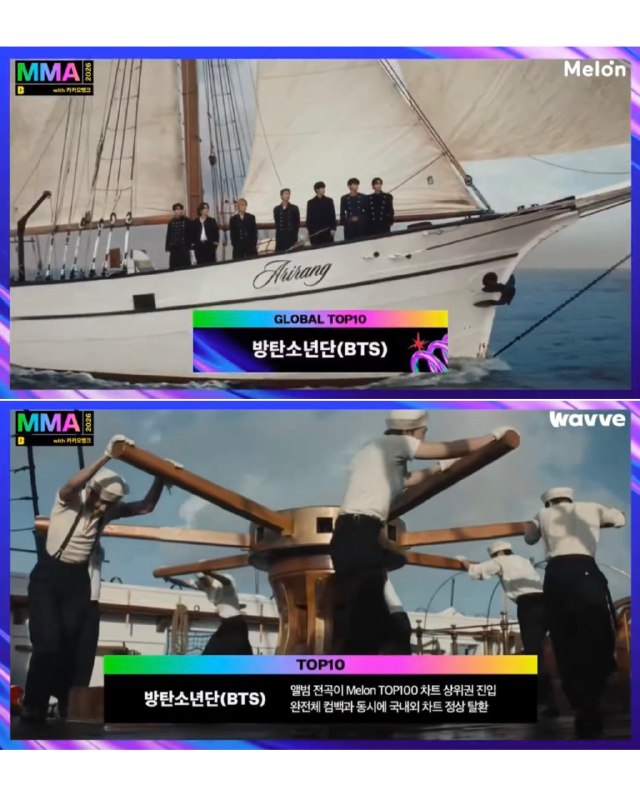 MMA 2026
with 카카오뱅크
Melon
Arirang
GLOBAL TOP10
방탄소년단(BTS)
MMA 2026
with 카카오뱅크
wavve
TOP10
방탄소년단(BTS)
앨범 전곡이 Melon TOP100 차트 상위권 진입
완전체 컴백과 동시에 국내외 차트 정상 탈환